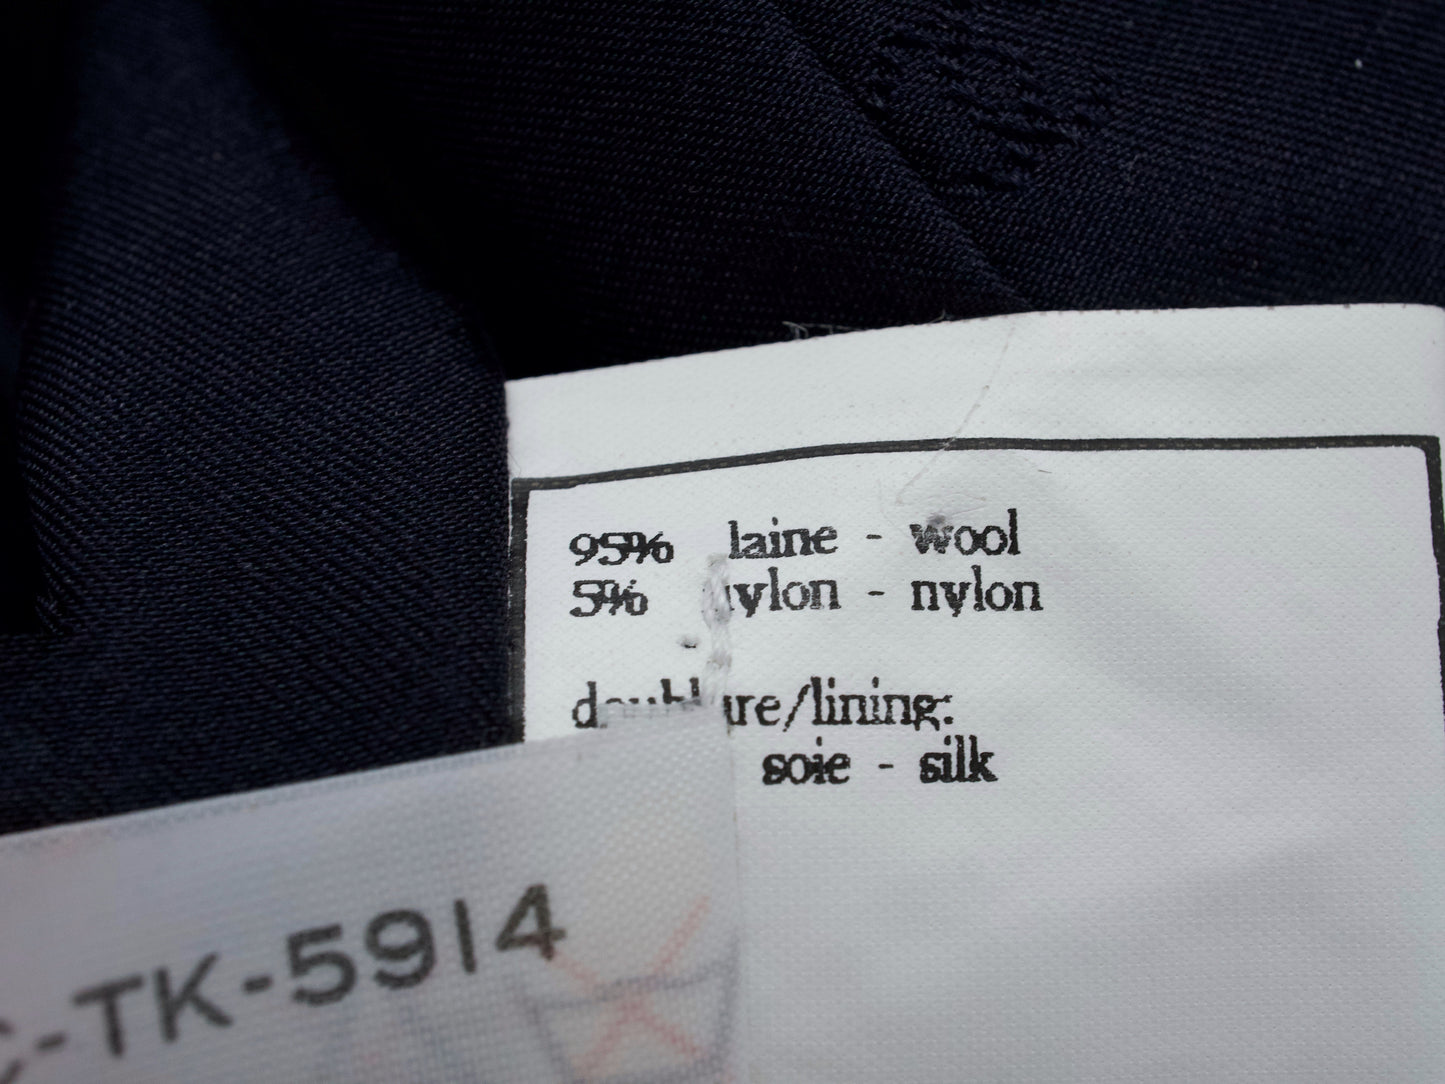 95% laine - wool
5% nylon - nylon
doublure/lining:
soie - silk
-TK-5914